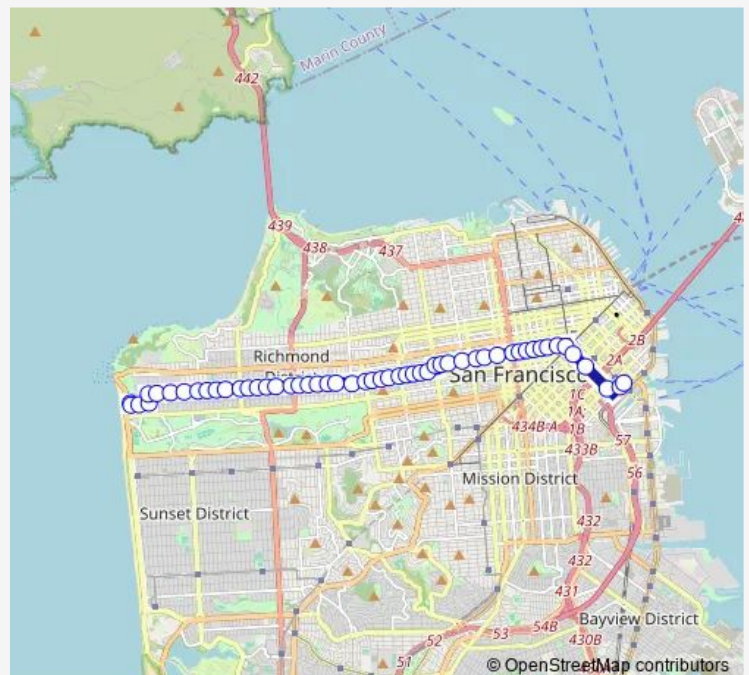 Marin County
442
439
438
437
2B
2A
Richmond
District
San Francisco
1C
1A;
1B
434B;A
433B
57
56
Mission District
Sunset District
432
432
431
Bayview District
54B
53
52
51
430B
© OpenStreetMap contributors